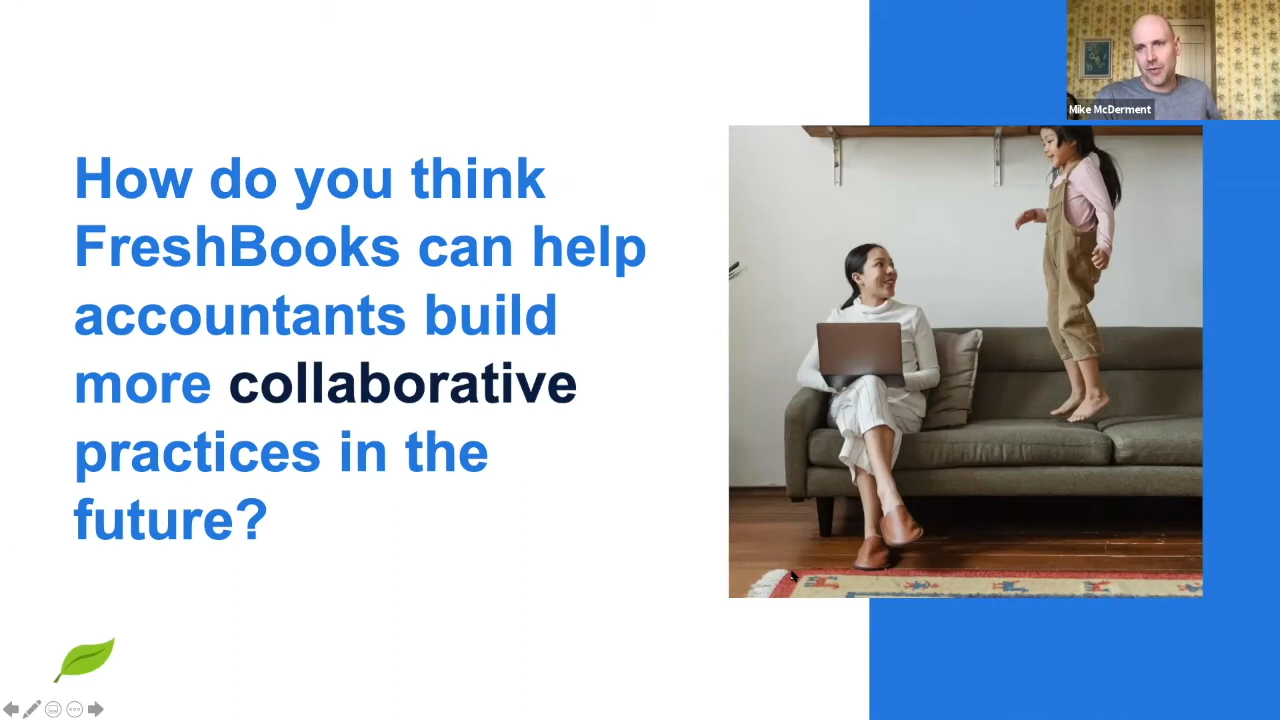 Mike McDerment
How do you think
FreshBooks can help
accountants build
more collaborative
practices in the
future?